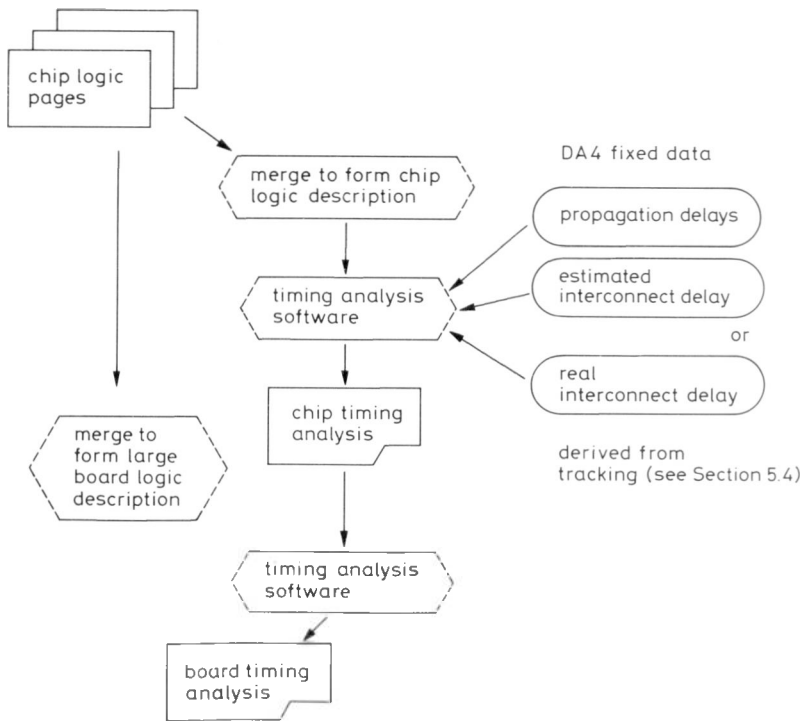 chip logic
pages
merge to form chip
logic description
DA4 fixed data
propagation delays
timing analysis
software
estimated
interconnect delay
or
real
interconnect delay
chip timing
analysis
derived from
tracking (see Section 5.4)
merge to
form large
board logic
description
timing analysis
software
board timing
analysis